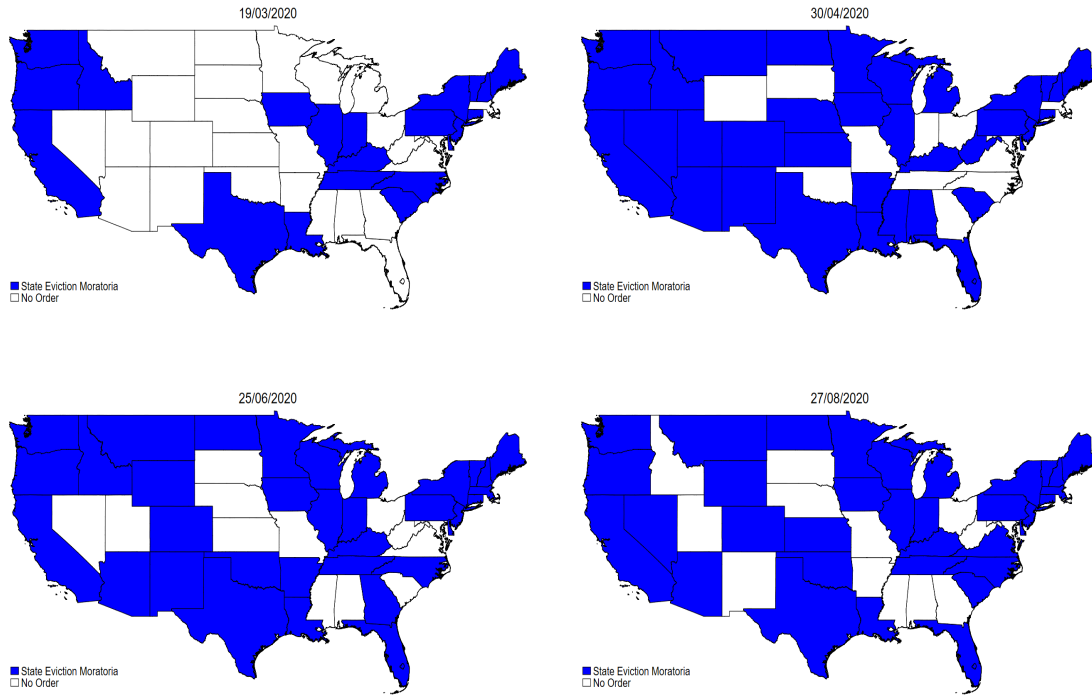 19/03/2020
30/04/2020
State Eviction Moratoria
No Order
State Eviction Moratoria
No Order
25/06/2020
27/08/2020
State Eviction Moratoria
No Order
State Eviction Moratoria
No Order